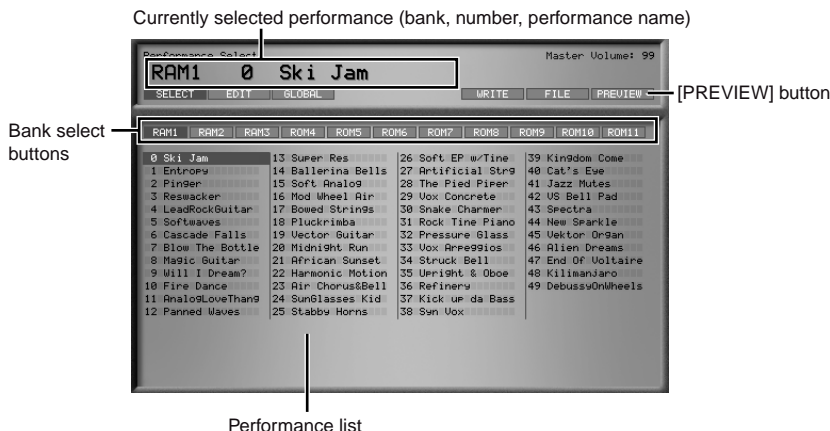 Currently selected performance (bank, number, performance name)
Performance Select
Master Volume: 99
RAM1 0 Ski Jam
SELECT EDIT GLOBAL WRITE FILE PREVIEW
[PREVIEW] button
Bank select
buttons
RAM1 RAM2 RAM3 ROM4 ROM5 ROM6 ROM7 ROM8 ROM9 ROM10 ROM11
0 Ski Jam
1 Entropy
2 Pinger
3 Reswacker
4 LeadRockGuitar
5 Softwaves
6 Cascade Falls
7 Blow The Bottle
8 Magic Guitar
9 Will I Dream?
10 Fire Dance
11 AnalogLoveThang
12 Panned Waves
13 Super Res
14 Ballerina Bells
15 Soft Analog
16 Mod Wheel Air
17 Bowed Strings
18 Pluckrimba
19 Vector Guitar
20 Midnight Run
21 African Sunset
22 Harmonic Motion
23 Air Chorus&Bell
24 SunGlasses Kid
25 Stabby Horns
26 Soft EP w/Tine
27 Artificial Strg
28 The Pied Piper
29 Vox Concrete
30 Snake Charmer
31 Rock Tine Piano
32 Pressure Glass
33 Vox Arpeggios
34 Struck Bell
35 Upright & Oboe
36 Refinery
37 Kick up da Bass
38 Syn Vox
39 Kingdom Come
40 Cat's Eye
41 Jazz Mutes
42 VS Bell Pad
43 Spectra
44 New Sparkle
45 Vektor Organ
46 Alien Dreams
47 End Of Voltaire
48 Kilimanjaro
49 DebussyOnWheels
Performance list